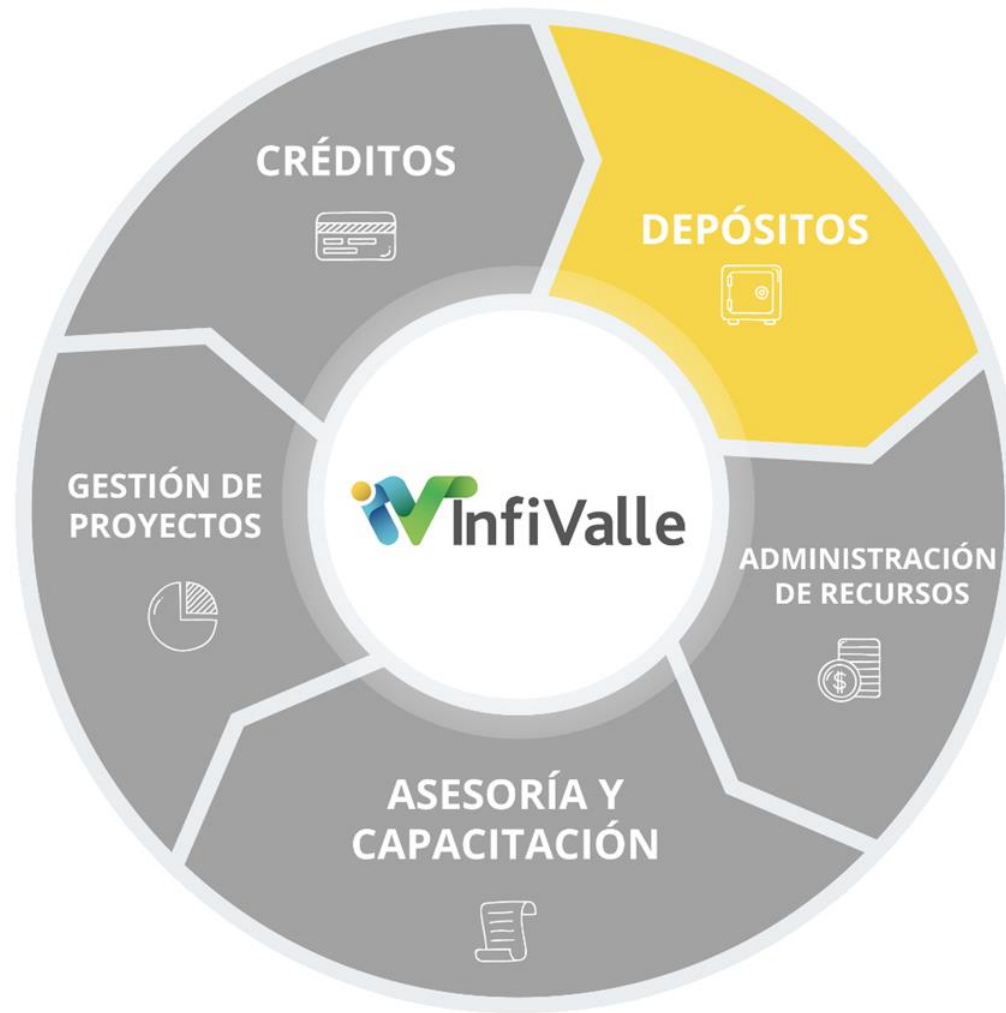 CRÉDITOS
DEPÓSITOS
GESTIÓN DE
PROYECTOS
InfiValle
ADMINISTRACIÓN
DE RECURSOS
$
ASESORÍA Y
CAPACITACIÓN